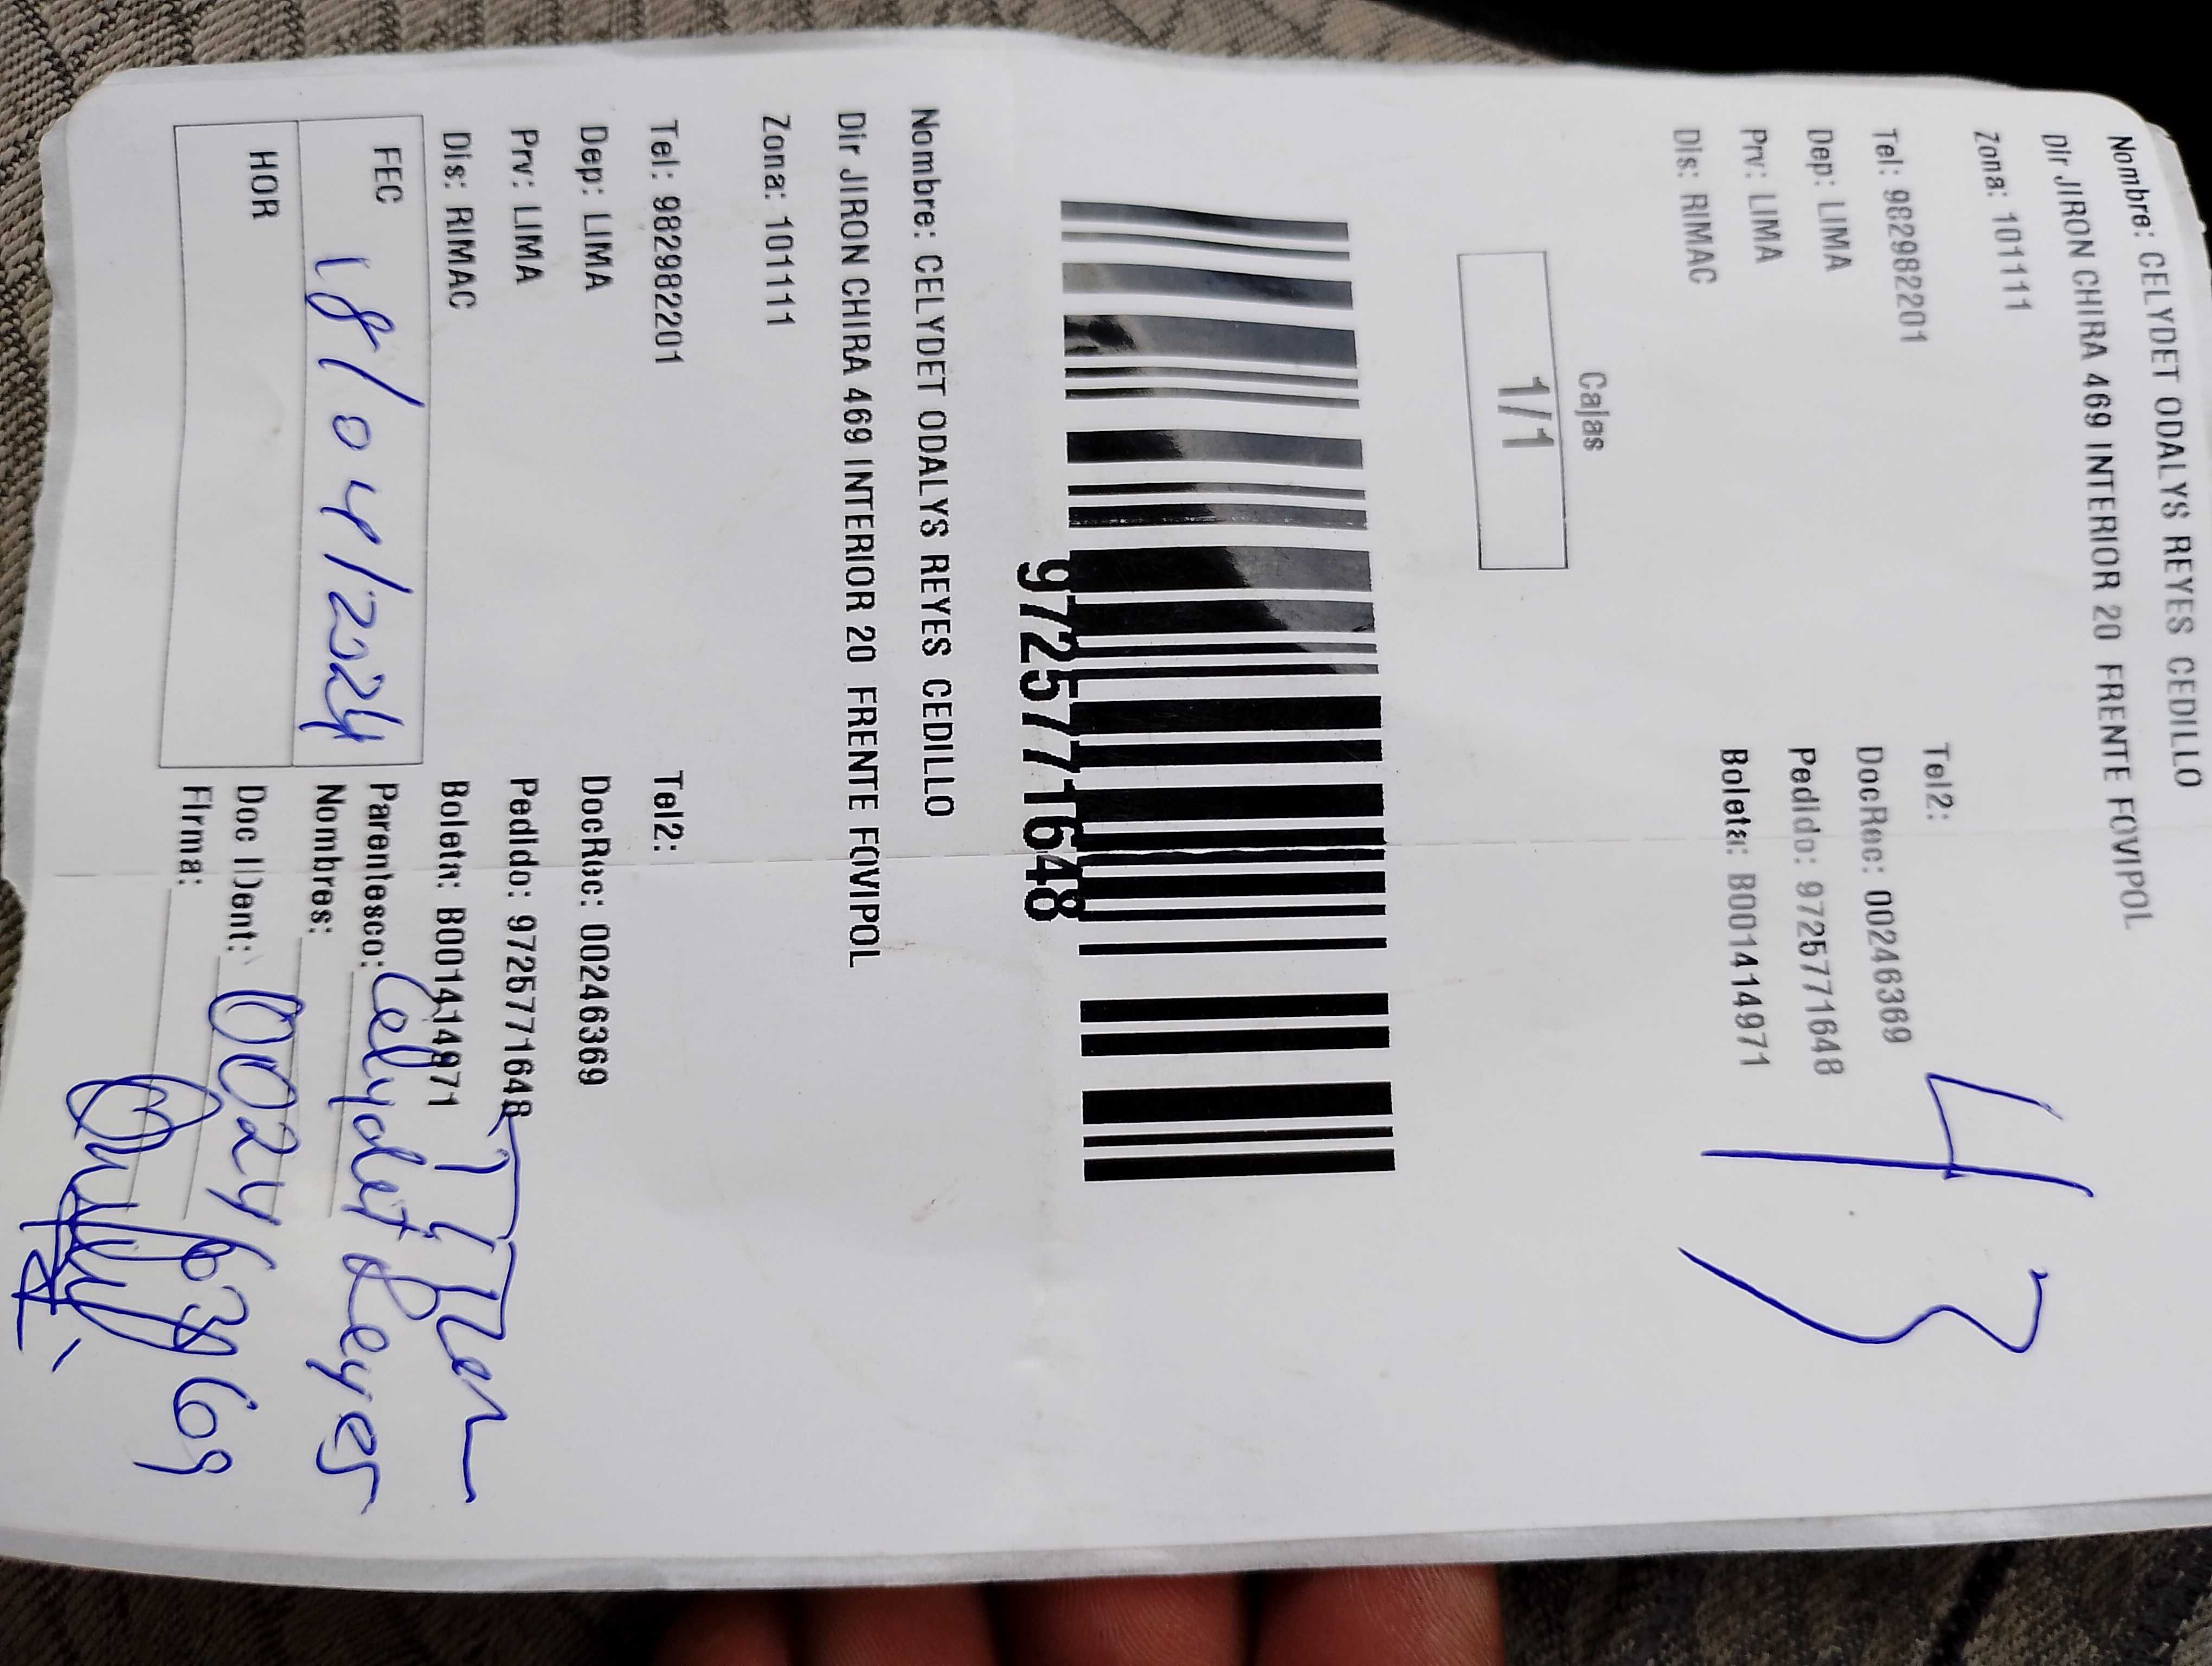 Nombre: CELYDET ODALYS REYES CEDILLO
Dir JIRON CHIRA 469 INTERIOR 20 FRENTE FOVIPOL
Zona: 101111
Tel: 982982201 Tel2:
Dep: LIMA DocRec: 00246369
Prv: LIMA Pedido: 9725771648
Dis: RIMAC Boleta: B001414971
43
Cajas
1/1
9725771648
Nombre: CELYDET ODALYS REYES CEDILLO
Dir JIRON CHIRA 469 INTERIOR 20 FRENTE FOVIPOL
Zona: 101111
Tel: 982982201 Tel2:
Dep: LIMA DocRec: 00246369
Prv: LIMA Pedido: 9725771648
Dis: RIMAC Boleta: B001414971
FEC 18/04/2024 Parentesco:
Nombres: Celydet Reyes
HOR Doc IDent: 00246369
Firma: